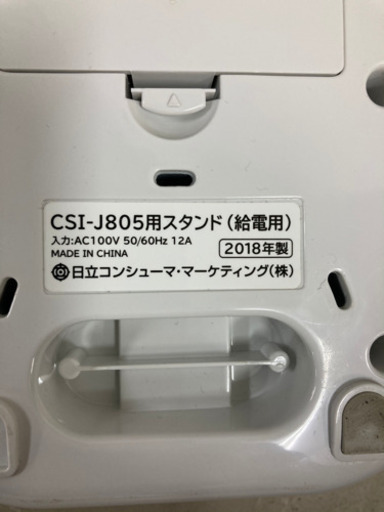 CSI-J805用スタンド(給電用)
入力:AC100V 50/60Hz 12A
MADE IN CHINA
2018年製
日立コンシューマ・マーケティング(株)